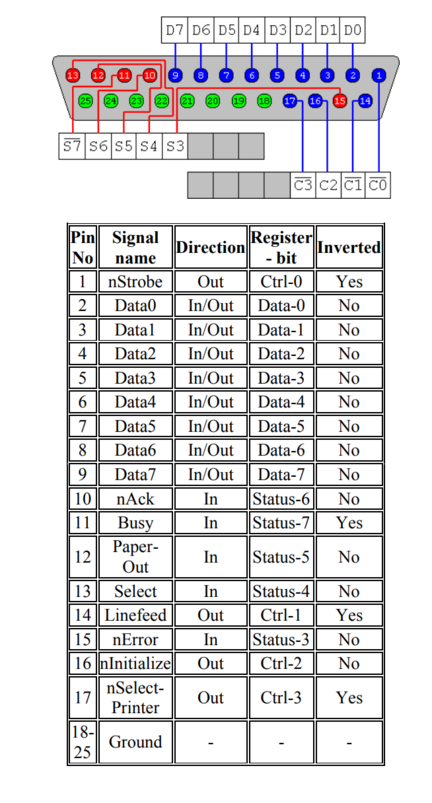 D7 D6 D5 D4 D3 D2 D1 D0
13 12 11 10 9 8 7 6 5 4 3 2 1
25 24 23 22 21 20 19 18 17 16 15 14
S7 S6 S5 S4 S3
C3 C2 C1 C0
Pin No Signal name Direction Register - bit Inverted
1 nStrobe Out Ctrl-0 Yes
2 Data0 In/Out Data-0 No
3 Data1 In/Out Data-1 No
4 Data2 In/Out Data-2 No
5 Data3 In/Out Data-3 No
6 Data4 In/Out Data-4 No
7 Data5 In/Out Data-5 No
8 Data6 In/Out Data-6 No
9 Data7 In/Out Data-7 No
10 nAck In Status-6 No
11 Busy In Status-7 Yes
12 Paper-Out In Status-5 No
13 Select In Status-4 No
14 Linefeed Out Ctrl-1 Yes
15 nError In Status-3 No
16 nInitialize Out Ctrl-2 No
17 nSelect-Printer Out Ctrl-3 Yes
18-25 Ground - - -